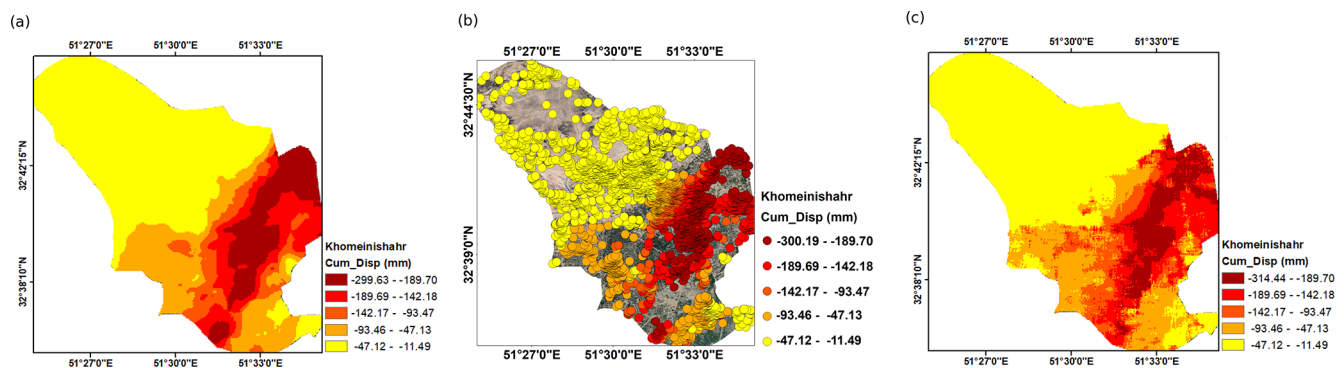 (a)
51°27'0"E 51°30'0"E 51°33'0"E
32°42'15"N
32°38'10"N
Khomeinishahr
Cum_Disp (mm)
-299.63 - -189.70
-189.69 - -142.18
-142.17 - -93.47
-93.46 - -47.13
-47.12 - -11.49
51°27'0"E 51°30'0"E 51°33'0"E
(b)
51°27'0"E 51°30'0"E 51°33'0"E
32°44'30"N
32°39'0"N
Khomeinishahr
Cum_Disp (mm)
-300.19 - -189.70
-189.69 - -142.18
-142.17 - -93.47
-93.46 - -47.13
-47.12 - -11.49
51°27'0"E 51°30'0"E 51°33'0"E
(c)
51°27'0"E 51°30'0"E 51°33'0"E
32°42'15"N
32°38'10"N
Khomeinishahr
Cum_Disp (mm)
-314.44 - -189.70
-189.69 - -142.18
-142.17 - -93.47
-93.46 - -47.13
-47.12 - -11.49
51°27'0"E 51°30'0"E 51°33'0"E